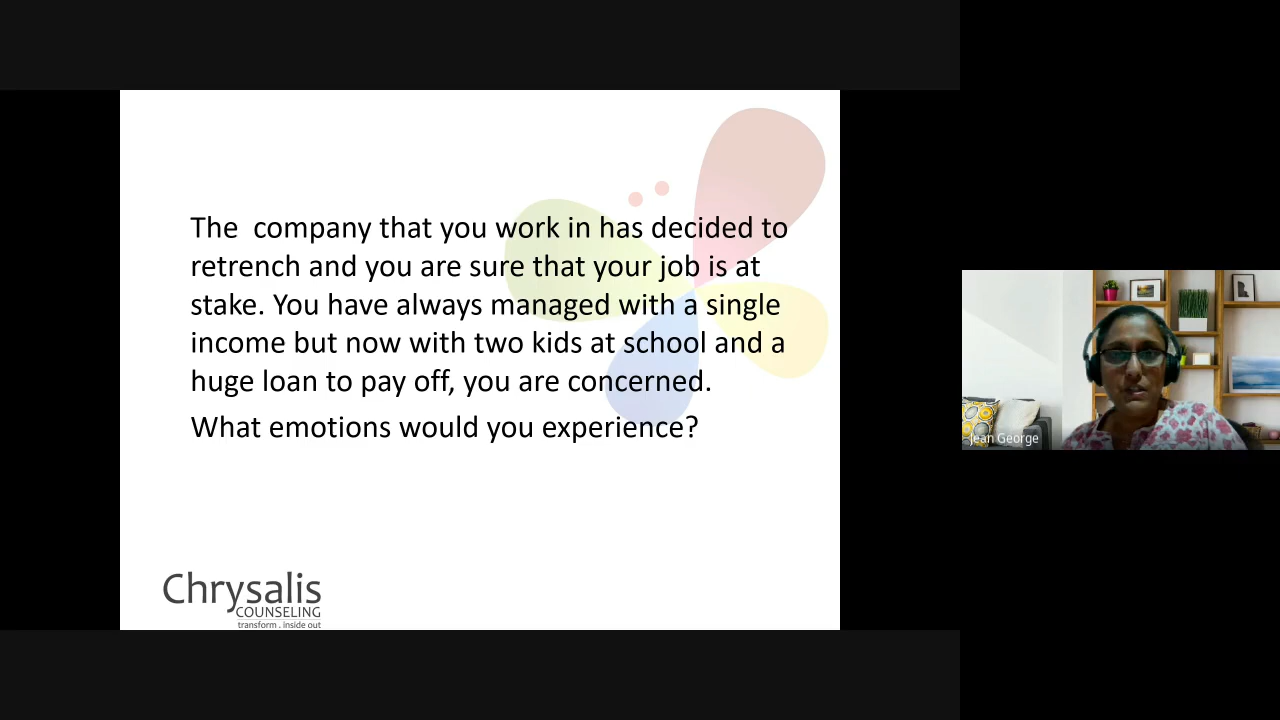 The  company that you work in has decided to
retrench and you are sure that your job is at
stake. You have always managed with a single
income but now with two kids at school and a
huge loan to pay off, you are concerned.
What emotions would you experience?
Chrysalis
COUNSELING
transform . inside out
Jean George